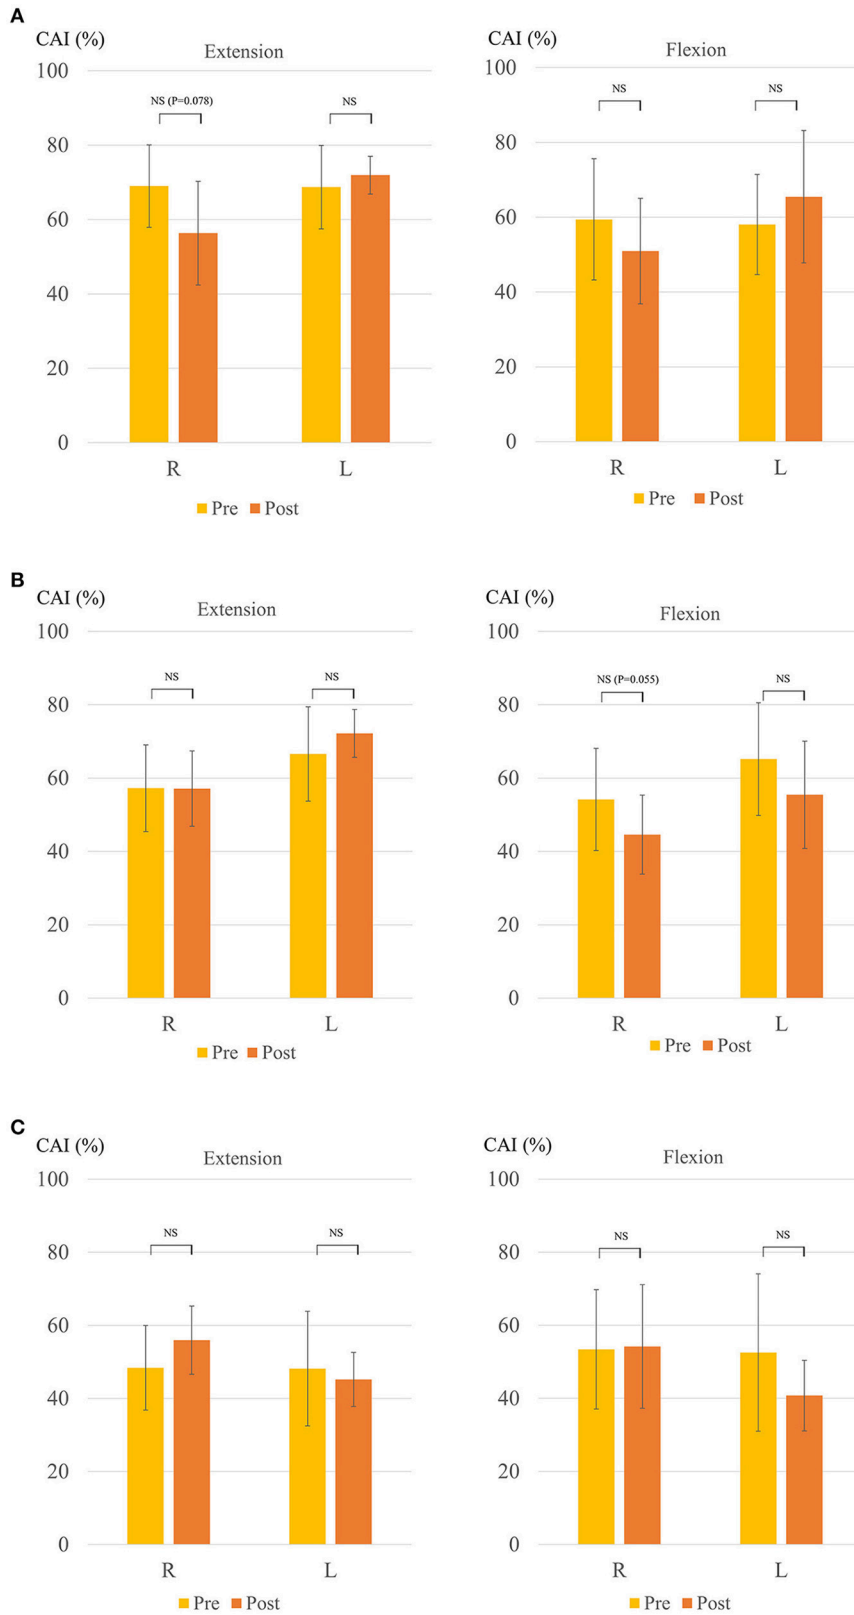 A
CAI (%)
Extension
100
NS (P=0.078)
NS
80
60
40
20
0
R
L
Pre
Post
CAI (%)
Flexion
100
NS
NS
80
60
40
20
0
R
L
Pre
Post
B
CAI (%)
Extension
100
NS
NS
80
60
40
20
0
R
L
Pre
Post
CAI (%)
Flexion
100
NS (P=0.055)
NS
80
60
40
20
0
R
L
Pre
Post
C
CAI (%)
Extension
100
NS
NS
80
60
40
20
0
R
L
Pre
Post
CAI (%)
Flexion
100
NS
NS
80
60
40
20
0
R
L
Pre
Post